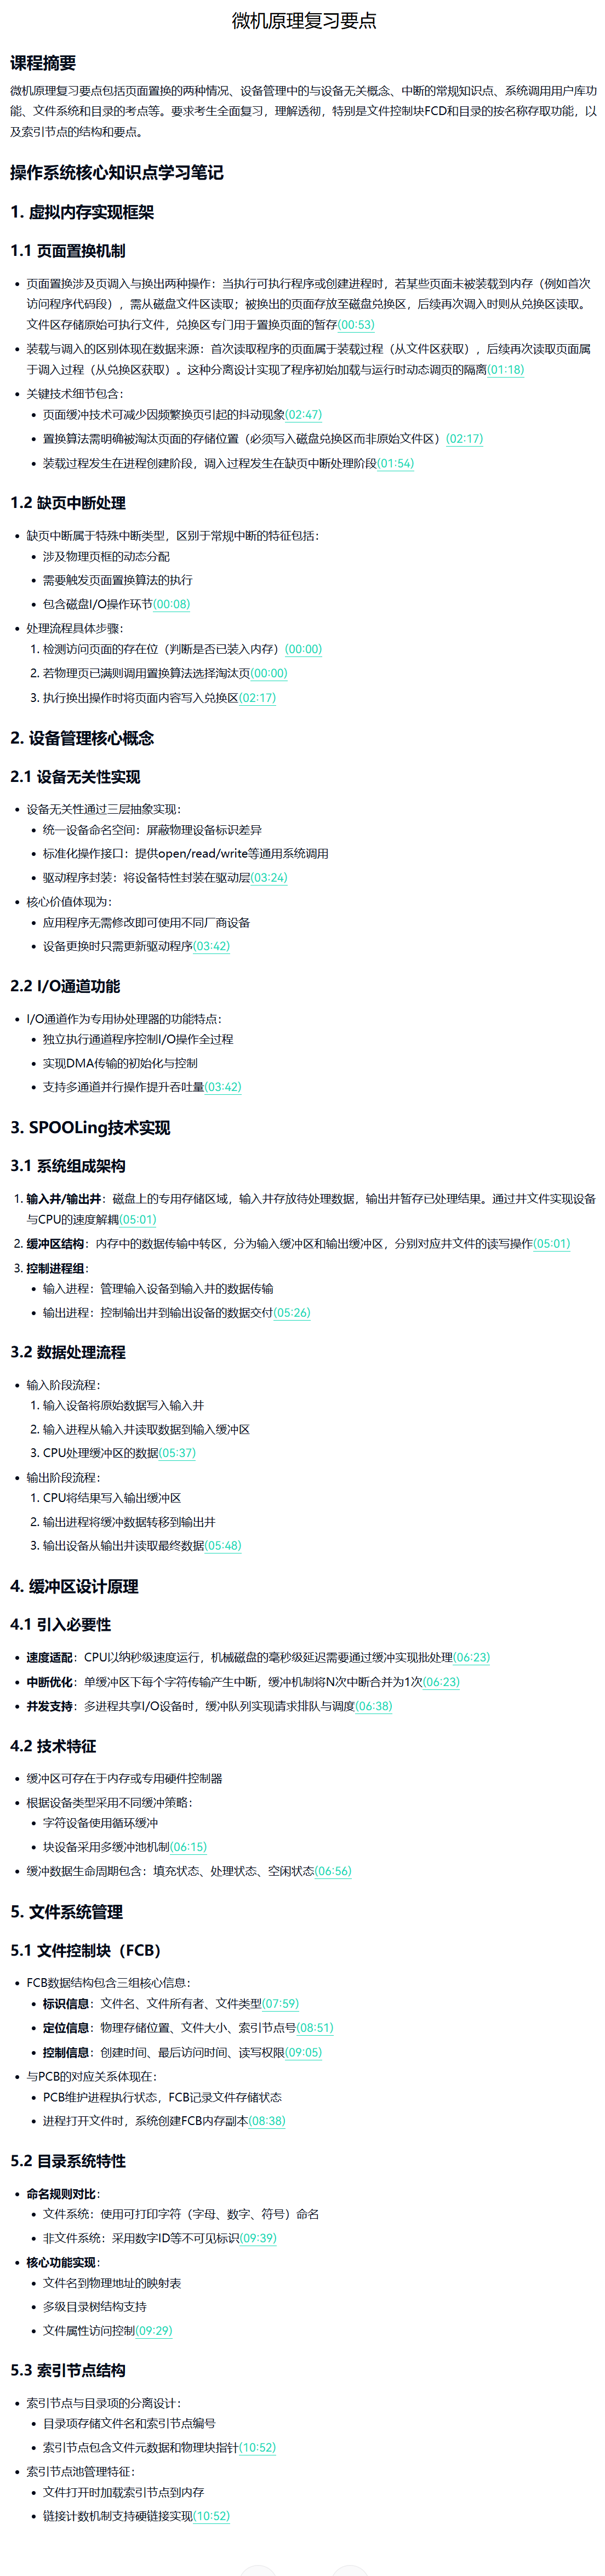 微机原理复习要点
课程摘要
微机原理复习要点包括页面置换的两种情况、设备管理中的与设备无关概念、中断的常规知识点、系统调用用户库功
能、文件系统和目录的考点等。要求考生全面复习，理解透彻，特别是文件控制块FCD和目录的按名称存取功能，以
及索引节点的结构和要点。
操作系统核心知识点学习笔记
1. 虚拟内存实现框架
1.1 页面置换机制
• 页面置换涉及页调入与换出两种操作：当执行可执行程序或创建进程时，若某些页面未被装载到内存（例如首次
访问程序代码段），需从磁盘文件区读取；被换出的页面存放至磁盘兑换区，后续再次调入时则从兑换区读取。
文件区存储原始可执行文件，兑换区专门用于置换页面的暂存(00:53)
• 装载与调入的区别体现在数据来源：首次读取程序的页面属于装载过程（从文件区获取），后续再次读取页面属
于调入过程（从兑换区获取）。这种分离设计实现了程序初始加载与运行时动态调页的隔离(01:18)
• 关键技术细节包含：
• 页面缓冲技术可减少因频繁换页引起的抖动现象(02:47)
• 置换算法需明确被淘汰页面的存储位置（必须写入磁盘兑换区而非原始文件区）(02:17)
• 装载过程发生在进程创建阶段，调入过程发生在缺页中断处理阶段(01:54)
1.2 缺页中断处理
• 缺页中断属于特殊中断类型，区别于常规中断的特征包括：
• 涉及物理页框的动态分配
• 需要触发页面置换算法的执行
• 包含磁盘I/O操作环节(00:08)
• 处理流程具体步骤：
1. 检测访问页面的存在位（判断是否已装入内存）(00:00)
2. 若物理页已满则调用置换算法选择淘汰页(00:00)
3. 执行换出操作时将页面内容写入兑换区(02:17)
2. 设备管理核心概念
2.1 设备无关性实现
• 设备无关性通过三层抽象实现：
• 统一设备命名空间：屏蔽物理设备标识差异
• 标准化操作接口：提供open/read/write等通用系统调用
• 驱动程序封装：将设备特性封装在驱动层(03:24)
• 核心价值体现为：
• 应用程序无需修改即可使用不同厂商设备
• 设备更换时只需更新驱动程序(03:42)
2.2 I/O通道功能
• I/O通道作为专用协处理器的功能特点：
• 独立执行通道程序控制I/O操作全过程
• 实现DMA传输的初始化与控制
• 支持多通道并行操作提升吞吐量(03:42)
3. SPOOLing技术实现
3.1 系统组成架构
1. 输入井/输出井：磁盘上的专用存储区域，输入井存放待处理数据，输出井暂存已处理结果。通过井文件实现设备
与CPU的速度解耦(05:01)
2. 缓冲区结构：内存中的数据传输中转区，分为输入缓冲区和输出缓冲区，分别对应井文件的读写操作(05:01)
3. 控制进程组：
• 输入进程：管理输入设备到输入井的数据传输
• 输出进程：控制输出井到输出设备的数据交付(05:26)
3.2 数据处理流程
• 输入阶段流程：
1. 输入设备将原始数据写入输入井
2. 输入进程从输入井读取数据到输入缓冲区
3. CPU处理缓冲区的数据(05:37)
• 输出阶段流程：
1. CPU将结果写入输出缓冲区
2. 输出进程将缓冲数据转移到输出井
3. 输出设备从输出井读取最终数据(05:48)
4. 缓冲区设计原理
4.1 引入必要性
• 速度适配：CPU以纳秒级速度运行，机械磁盘的毫秒级延迟需要通过缓冲实现批处理(06:23)
• 中断优化：单缓冲区下每个字符传输产生中断，缓冲机制将N次中断合并为1次(06:23)
• 并发支持：多进程共享I/O设备时，缓冲队列实现请求排队与调度(06:38)
4.2 技术特征
• 缓冲区可存在于内存或专用硬件控制器
• 根据设备类型采用不同缓冲策略：
• 字符设备使用循环缓冲
• 块设备采用多缓冲池机制(06:15)
• 缓冲数据生命周期包含：填充状态、处理状态、空闲状态(06:56)
5. 文件系统管理
5.1 文件控制块（FCB）
• FCB数据结构包含三组核心信息：
• 标识信息：文件名、文件所有者、文件类型(07:59)
• 定位信息：物理存储位置、文件大小、索引节点号(08:51)
• 控制信息：创建时间、最后访问时间、读写权限(09:05)
• 与PCB的对应关系体现在：
• PCB维护进程执行状态，FCB记录文件存储状态
• 进程打开文件时，系统创建FCB内存副本(08:38)
5.2 目录系统特性
• 命名规则对比：
• 文件系统：使用可打印字符（字母、数字、符号）命名
• 非文件系统：采用数字ID等不可见标识(09:39)
• 核心功能实现：
• 文件名到物理地址的映射表
• 多级目录树结构支持
• 文件属性访问控制(09:29)
5.3 索引节点结构
• 索引节点与目录项的分离设计：
• 目录项存储文件名和索引节点编号
• 索引节点包含文件元数据和物理块指针(10:52)
• 索引节点池管理特征：
• 文件打开时加载索引节点到内存
• 链接计数机制支持硬链接实现(10:52)